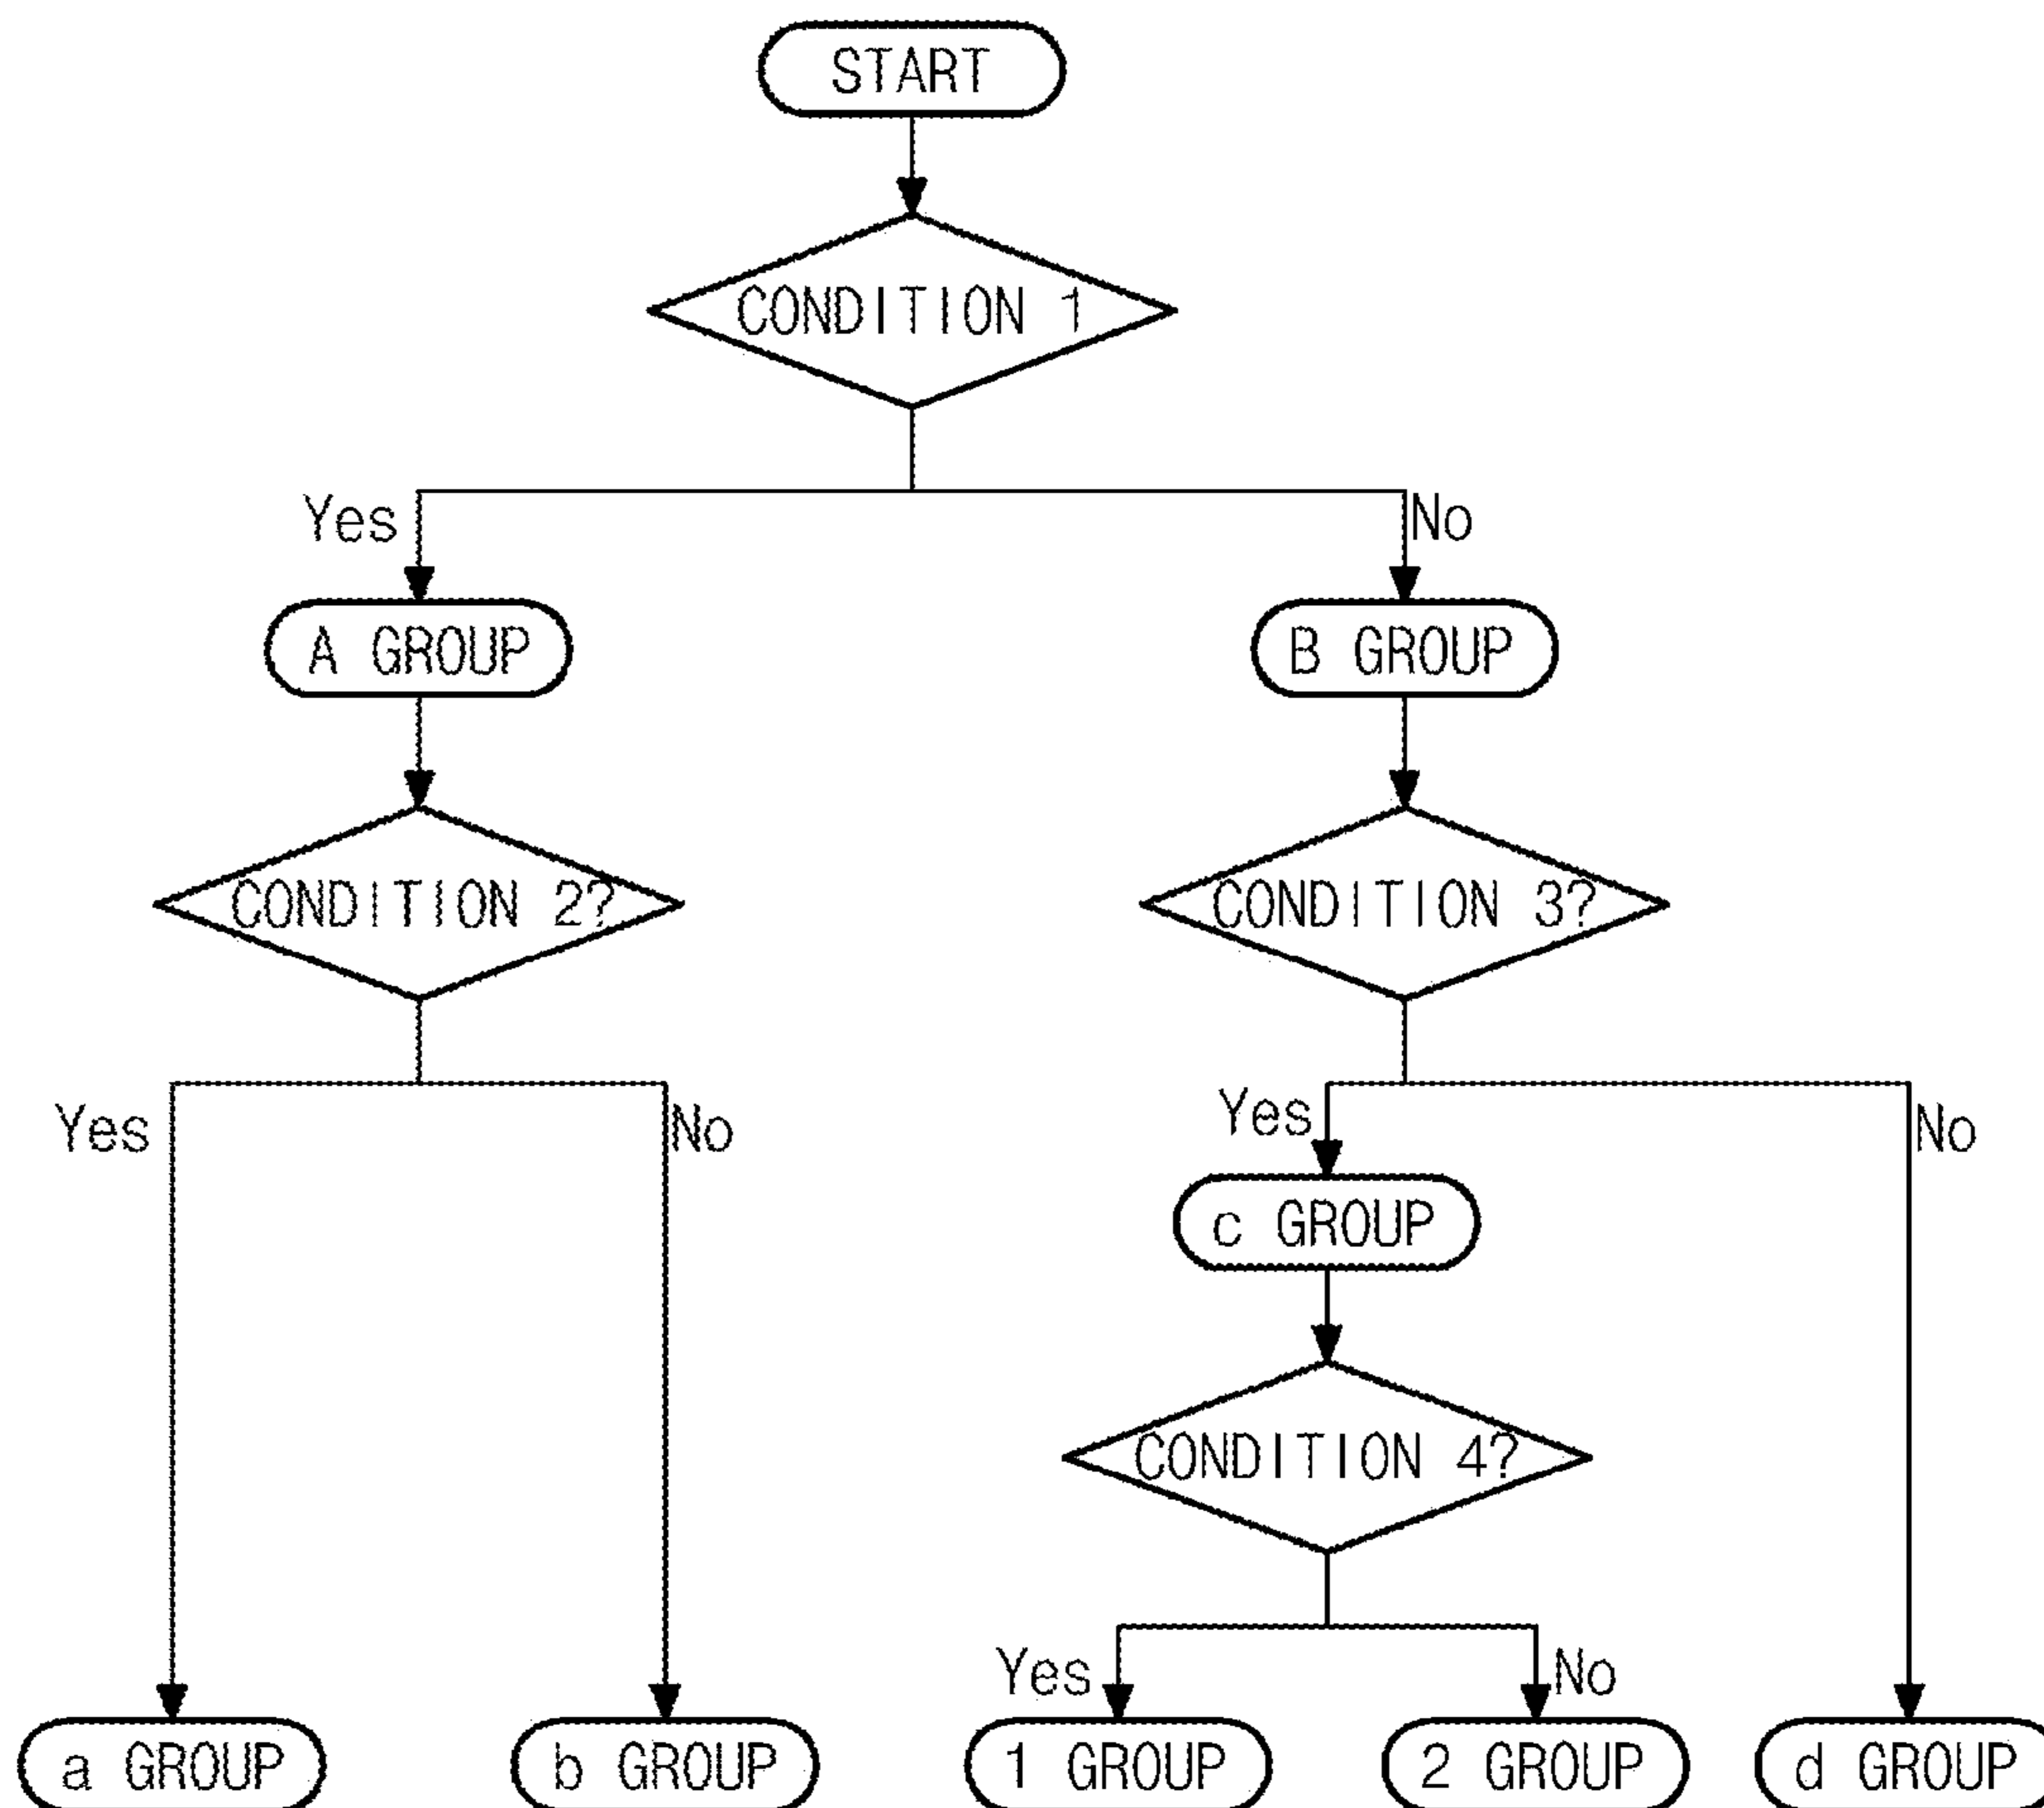 START
CONDITION 1
Yes
No
A GROUP
B GROUP
CONDITION 2?
CONDITION 3?
Yes
No
Yes
No
c GROUP
CONDITION 4?
Yes
No
a GROUP
b GROUP
1 GROUP
2 GROUP
d GROUP